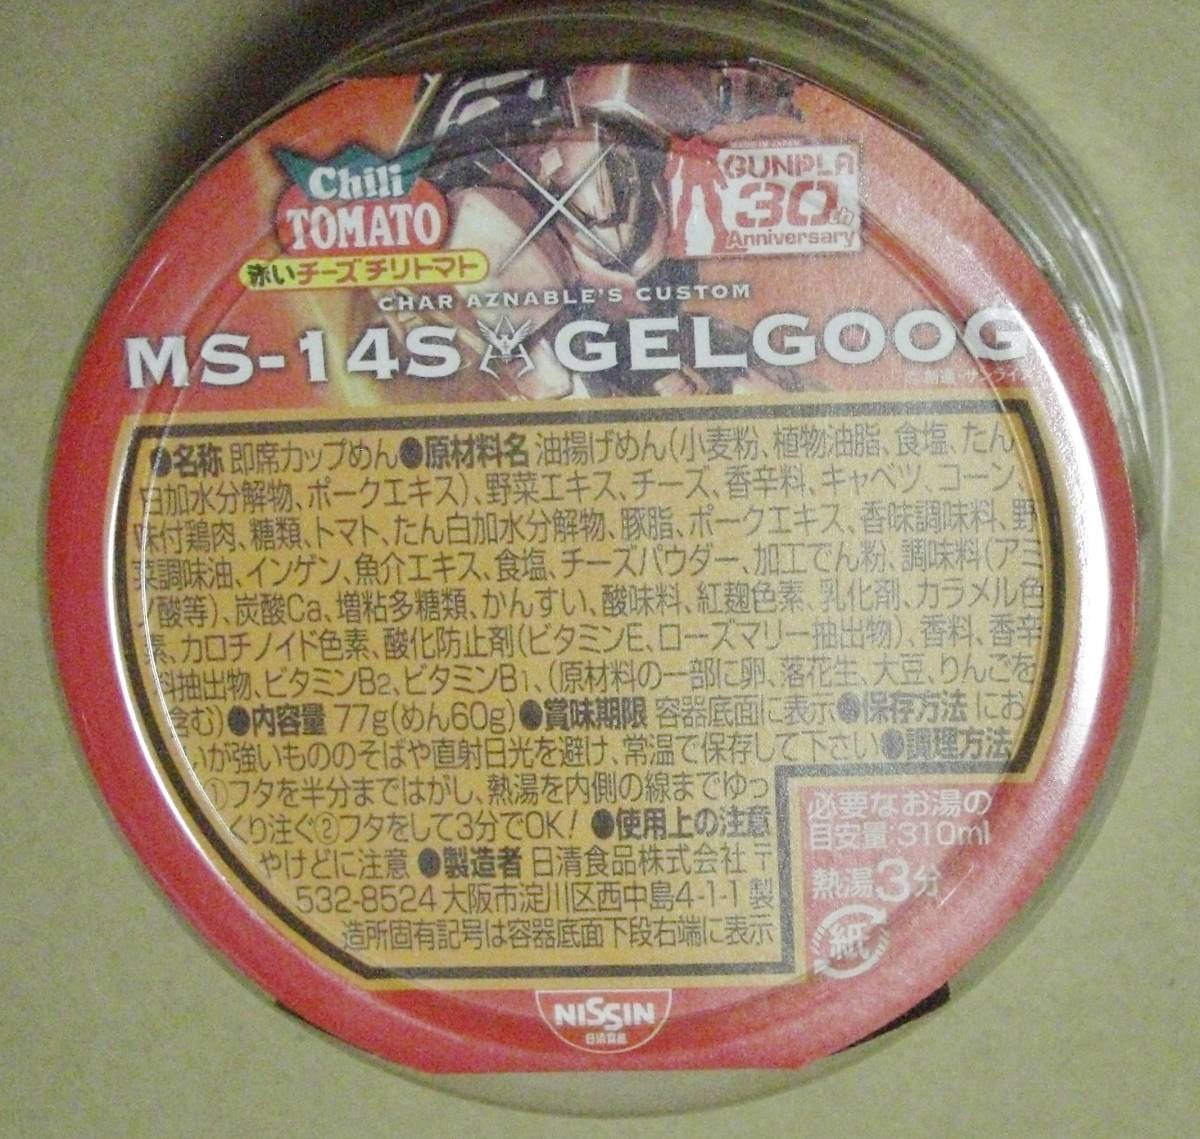 Chili
TOMATO
赤いチーズチリトマト
MADE IN JAPAN
GUNPLA
30th
Anniversary
CHAR AZNABLE'S CUSTOM
MS-14S GELGOOG
©創通・サンライズ
●名称 即席カップめん●原材料名 油揚げめん(小麦粉、植物油脂、食塩、たん
白加水分解物、ポークエキス)、野菜エキス、チーズ、香辛料、キャベツ、コーン、
味付鶏肉、糖類、トマト、たん白加水分解物、豚脂、ポークエキス、香味調味料、野
菜調味油、インゲン、魚介エキス、食塩、チーズパウダー、加工でん粉、調味料(アミ
ノ酸等)、炭酸Ca、増粘多糖類、かんすい、酸味料、紅麹色素、乳化剤、カラメル色
素、カロチノイド色素、酸化防止剤(ビタミンE、ローズマリー抽出物)、香料、香辛
料抽出物、ビタミンB2、ビタミンB1、(原材料の一部に卵、落花生、大豆、りんごを
含む)●内容量 77g(めん60g)●賞味期限 容器底面に表示●保存方法 にお
いが強いもののそばや直射日光を避け、常温で保存して下さい●調理方法
①フタを半分まではがし、熱湯を内側の線までゆっ
くり注ぐ②フタをして3分でOK! ●使用上の注意
やけどに注意 ●製造者 日清食品株式会社 〒
532-8524 大阪市淀川区西中島4-1-1 製
造所固有記号は容器底面下段右端に表示
必要なお湯の
目安量:310ml
熱湯3分
紙
NISSIN
日清食品